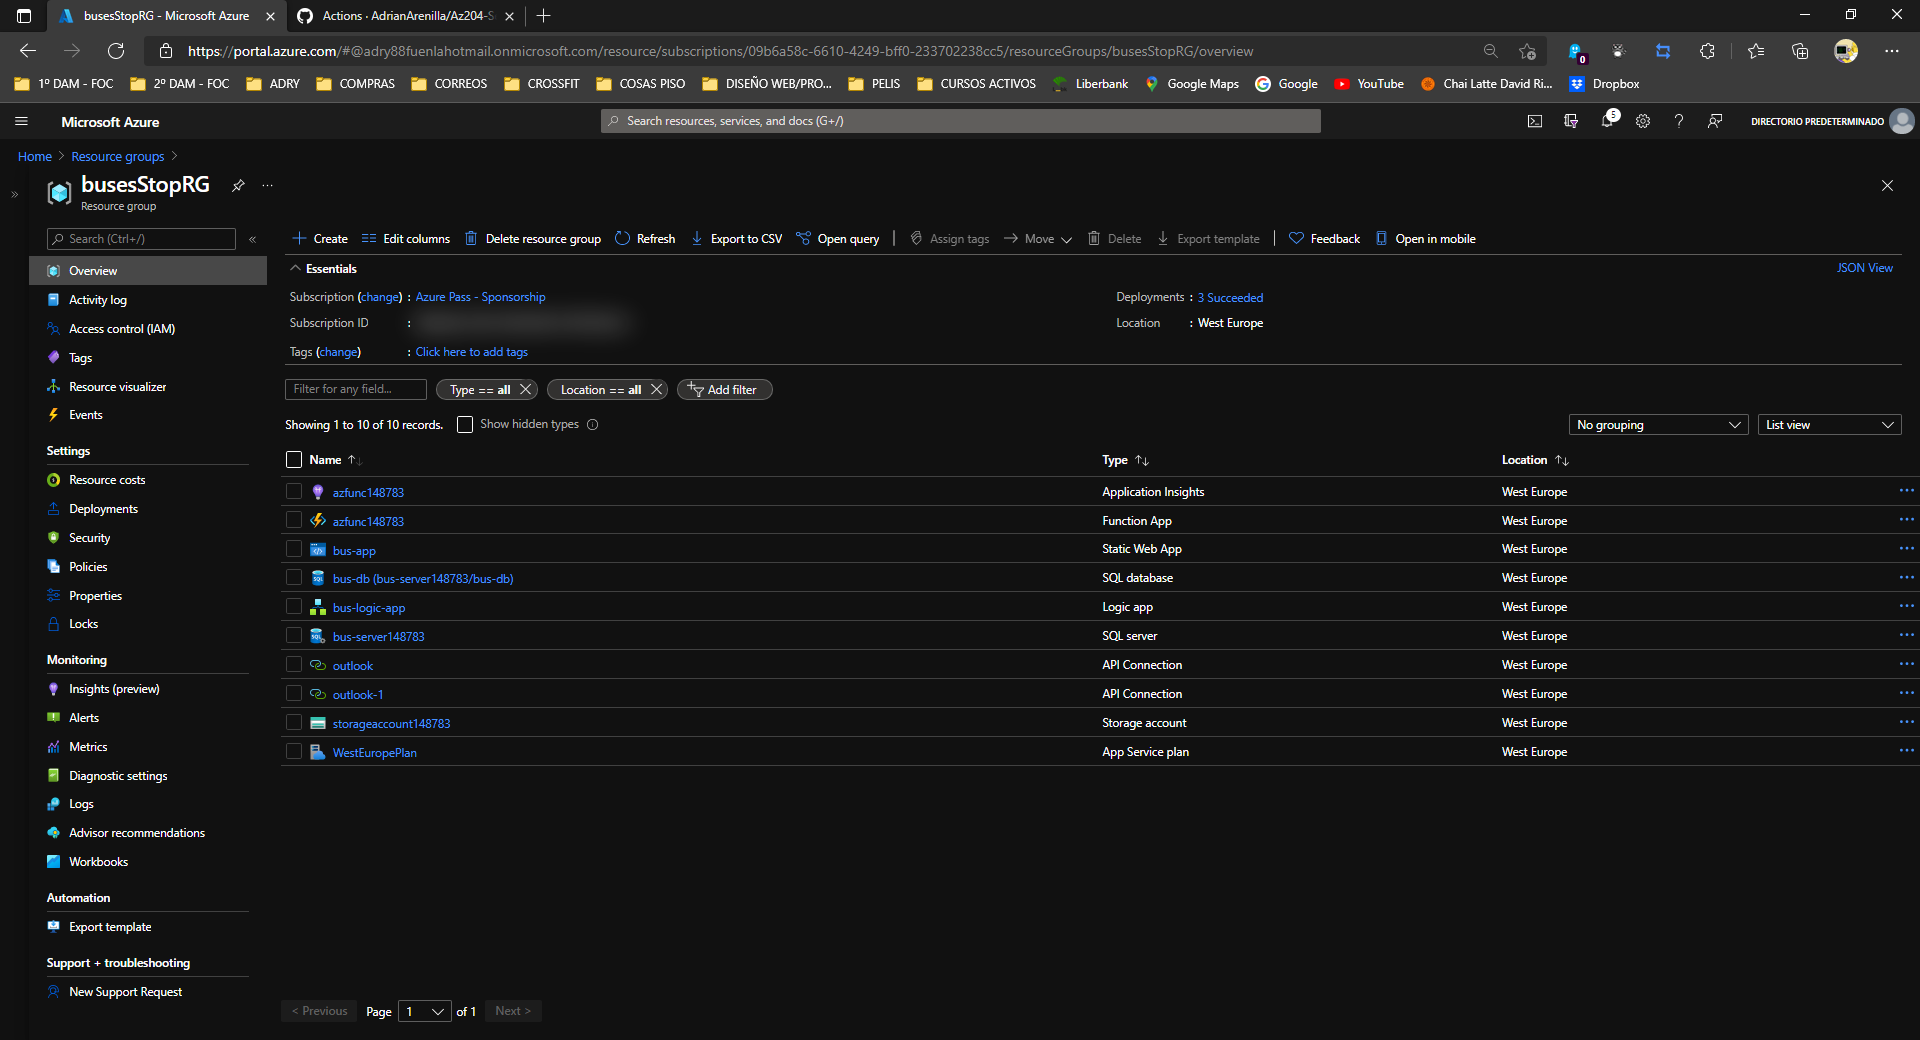 busesStopRG - Microsoft Azure
Actions · AdrianArenilla/Az204-S
https://portal.azure.com/#@adry88fuenlahotmail.onmicrosoft.com/resource/subscriptions/09b6a58c-6610-4249-bff0-233702238cc5/resourceGroups/busesStopRG/overview
0
1º DAM - FOC 2º DAM - FOC ADRY COMPRAS CORREOS CROSSFIT COSAS PISO DISEÑO WEB/PRO... PELIS CURSOS ACTIVOS Liberbank Google Maps Google YouTube Chai Latte David Ri... Dropbox
Microsoft Azure
Search resources, services, and docs (G+/)
5
DIRECTORIO PREDETERMINADO
Home > Resource groups >
busesStopRG
Resource group
Search (Ctrl+/)
Overview
Activity log
Access control (IAM)
Tags
Resource visualizer
Events
Settings
Resource costs
Deployments
Security
Policies
Properties
Locks
Monitoring
Insights (preview)
Alerts
Metrics
Diagnostic settings
Logs
Advisor recommendations
Workbooks
Automation
Export template
Support + troubleshooting
New Support Request
Create Edit columns Delete resource group Refresh Export to CSV Open query Assign tags Move Delete Export template Feedback Open in mobile
Essentials
JSON View
Subscription (change) : Azure Pass - Sponsorship
Subscription ID :
Tags (change) : Click here to add tags
Deployments : 3 Succeeded
Location : West Europe
Filter for any field...
Type == all
Location == all
Add filter
Showing 1 to 10 of 10 records.
Show hidden types
No grouping
List view
Name Type Location
azfunc148783 Application Insights West Europe
azfunc148783 Function App West Europe
bus-app Static Web App West Europe
bus-db (bus-server148783/bus-db) SQL database West Europe
bus-logic-app Logic app West Europe
bus-server148783 SQL server West Europe
outlook API Connection West Europe
outlook-1 API Connection West Europe
storageaccount148783 Storage account West Europe
WestEuropePlan App Service plan West Europe
< Previous Page 1 of 1 Next >